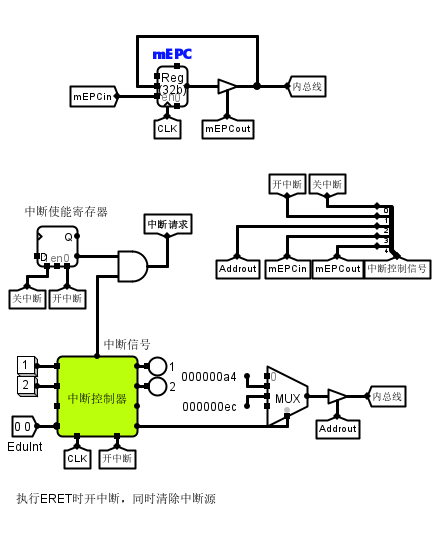 mEPC
Reg
(32b)
en0
mEPCin
内总线
CLK
mEPCout
开中断
关中断
中断使能寄存器
中断请求
Q
D
en0
0
1
2
3
4
关中断
开中断
Addrout
mEPCin
mEPCout
中断控制信号
中断信号
1
1
2
2
中断控制器
000000a4
0
MUX
内总线
000000ec
0 0
EduInt
Addrout
CLK
开中断
执行ERET时开中断，同时清除中断源